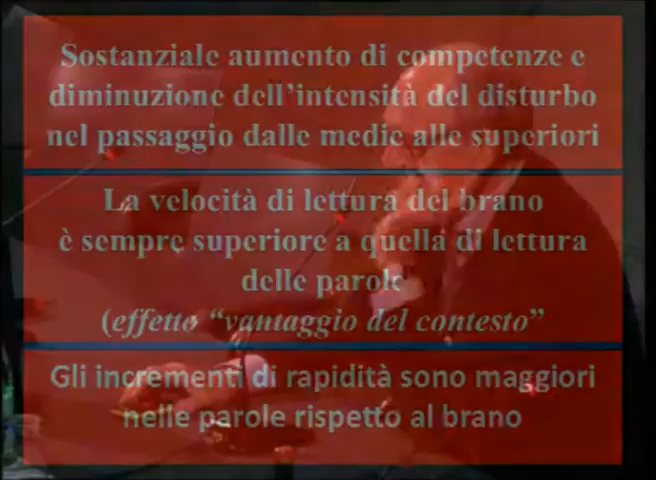 Sostanziale aumento di competenze e
diminuzione dell'intensità del disturbo
nel passaggio dalle medie alle superiori
La velocità di lettura del brano
è sempre superiore a quella di lettura
delle parole
(effetto “vantaggio del contesto”
Gli incrementi di rapidità sono maggiori
nelle parole rispetto al brano